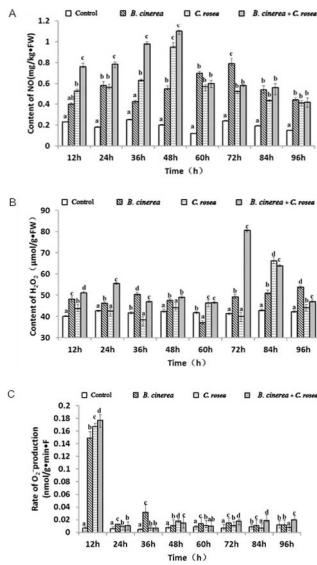 A
Control B. cinerea C. rosea B. cinerea + C. rosea
Content of NO(mg/kg•FW)
1.2
1
0.8
0.6
0.4
0.2
0
a ab b c
a b b c
a b c d
a b c c
a b b b
a c b b
a b b b
a b b b
12h 24h 36h 48h 60h 72h 84h 96h
Time（h）
B
Control B. cinerea C. rosea B. cinerea + C. rosea
Content of H2O2 (μmol/g•FW)
90
80
70
60
50
40
30
12h 24h 36h 48h 60h 72h 84h 96h
Time（h）
C
Control B. cinerea C. rosea B. cinerea + C. rosea
Rate of O2- production
(nmol/g•min•F
0.2
0.18
0.16
0.14
0.12
0.1
0.08
0.06
0.04
0.02
0
12h 24h 36h 48h 60h 72h 84h 96h
Time（h）